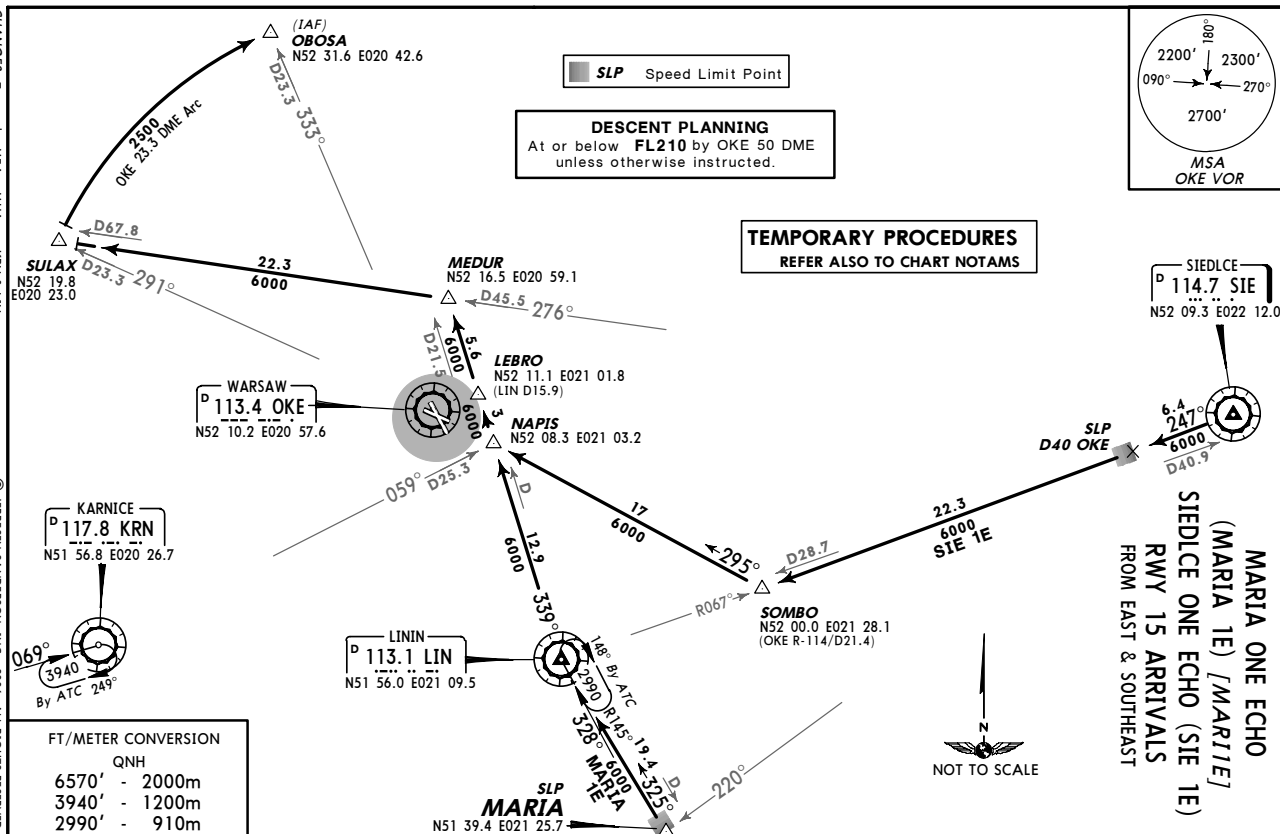 (IAF)
OBOSA
N52 31.6 E020 42.6
D23.3 333°
2500
OKE 23.3 DME Arc
SLP Speed Limit Point
DESCENT PLANNING
At or below FL210 by OKE 50 DME
unless otherwise instructed.
2200' 180° 2300'
090° 270°
2700'
MSA
OKE VOR
TEMPORARY PROCEDURES
REFER ALSO TO CHART NOTAMS
D67.8
SULAX
N52 19.8
E020 23.0
D23.3 291°
22.3
6000
MEDUR
N52 16.5 E020 59.1
D45.5 276°
D21.5
5.6
6000
LEBRO
N52 11.1 E021 01.8
(LIN D15.9)
SIEDLCE
D 114.7 SIE
N52 09.3 E022 12.0
WARSAW
D 113.4 OKE
N52 10.2 E020 57.6
3
6000
NAPIS
N52 08.3 E021 03.2
059° D25.3
D
SLP
D40 OKE
6.4
247°
6000
D40.9
KARNICE
D 117.8 KRN
N51 56.8 E020 26.7
12.9
6000
339°
17
6000
295°
22.3
6000
SIE 1E
D28.7
R067°
SOMBO
N52 00.0 E021 28.1
(OKE R-114/D21.4)
069°
3940
By ATC 249°
LININ
D 113.1 LIN
N51 56.0 E021 09.5
148° By ATC
2990
R145°
19.4
328° 6000
MARIA
1E
325°
D
220°
SLP
MARIA
N51 39.4 E021 25.7
N
NOT TO SCALE
MARIA ONE ECHO
(MARIA 1E) [MARI1E]
SIEDLCE ONE ECHO (SIE 1E)
RWY 15 ARRIVALS
FROM EAST & SOUTHEAST
FT/METER CONVERSION
QNH
6570' - 2000m
3940' - 1200m
2990' - 910m